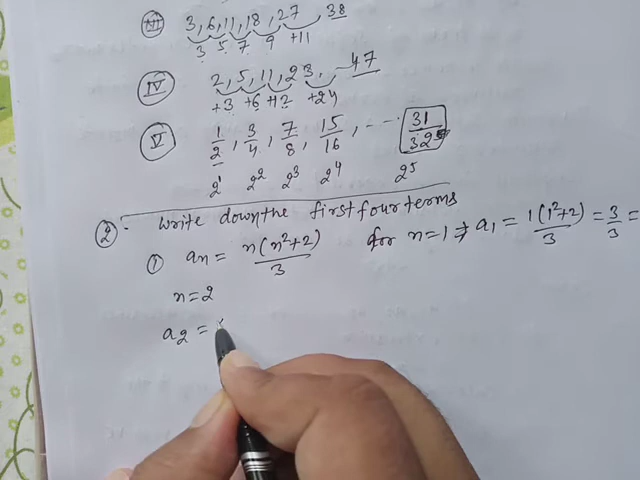 III 3, 6, 11, 18, 27, 38
3 5 7 9 +11
IV 2, 5, 11, 23, - 47
+3 +6 +12 +24
V 1/2, 3/4, 7/8, 15/16, --- 31/32
2^1 2^2 2^3 2^4 2^5
② Write down the first four terms
① an = n(n²+2)/3 for n=1 ⇒ a1 = 1(1²+2)/3 = 3/3 =
n=2
a2 =